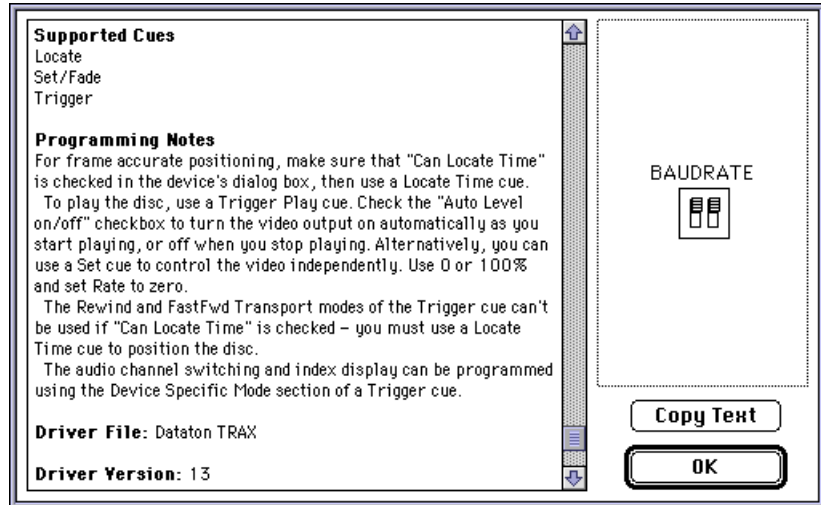 Supported Cues
Locate
Set/Fade
Trigger
Programming Notes
For frame accurate positioning, make sure that "Can Locate Time"
is checked in the device's dialog box, then use a Locate Time cue.
To play the disc, use a Trigger Play cue. Check the "Auto Level
on/off" checkbox to turn the video output on automatically as you
start playing, or off when you stop playing. Alternatively, you can
use a Set cue to control the video independently. Use 0 or 100%
and set Rate to zero.
The Rewind and FastFwd Transport modes of the Trigger cue can't
be used if "Can Locate Time" is checked – you must use a Locate
Time cue to position the disc.
The audio channel switching and index display can be programmed
using the Device Specific Mode section of a Trigger cue.
Driver File: Dataton TRAX
Driver Version: 13
BAUDRATE
Copy Text
OK